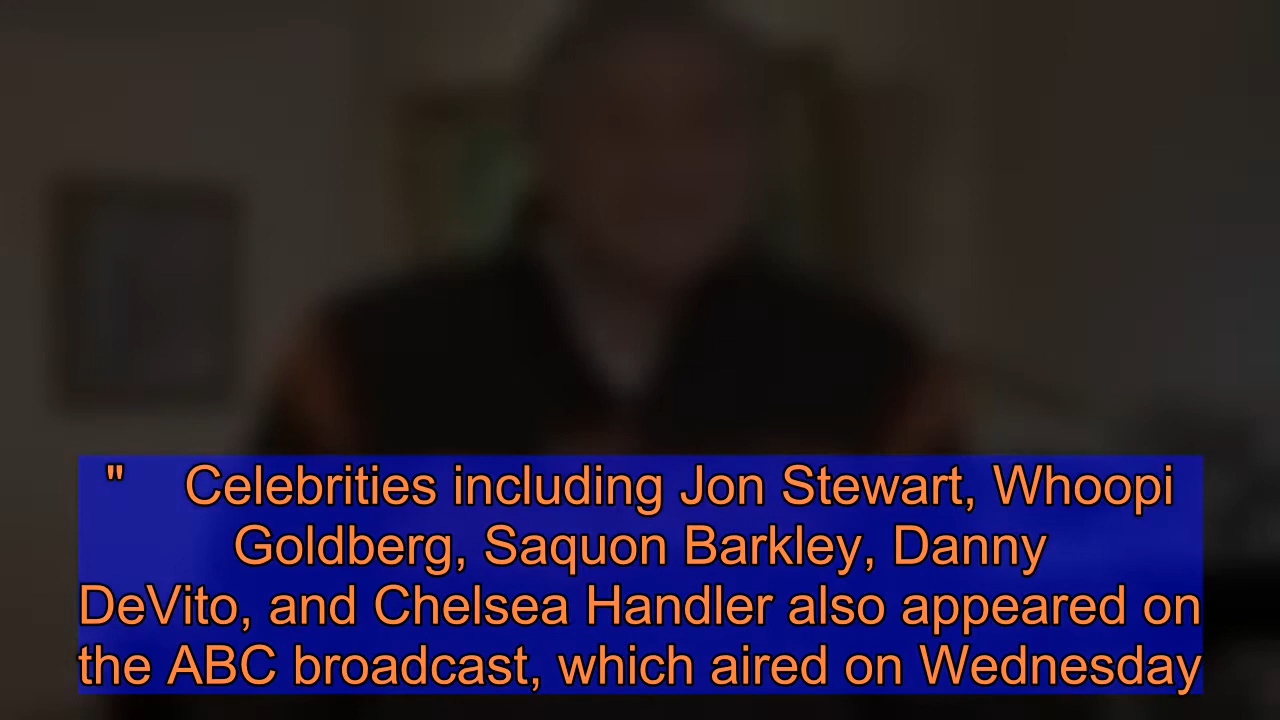 "    Celebrities including Jon Stewart, Whoopi
Goldberg, Saquon Barkley, Danny
DeVito, and Chelsea Handler also appeared on
the ABC broadcast, which aired on Wednesday